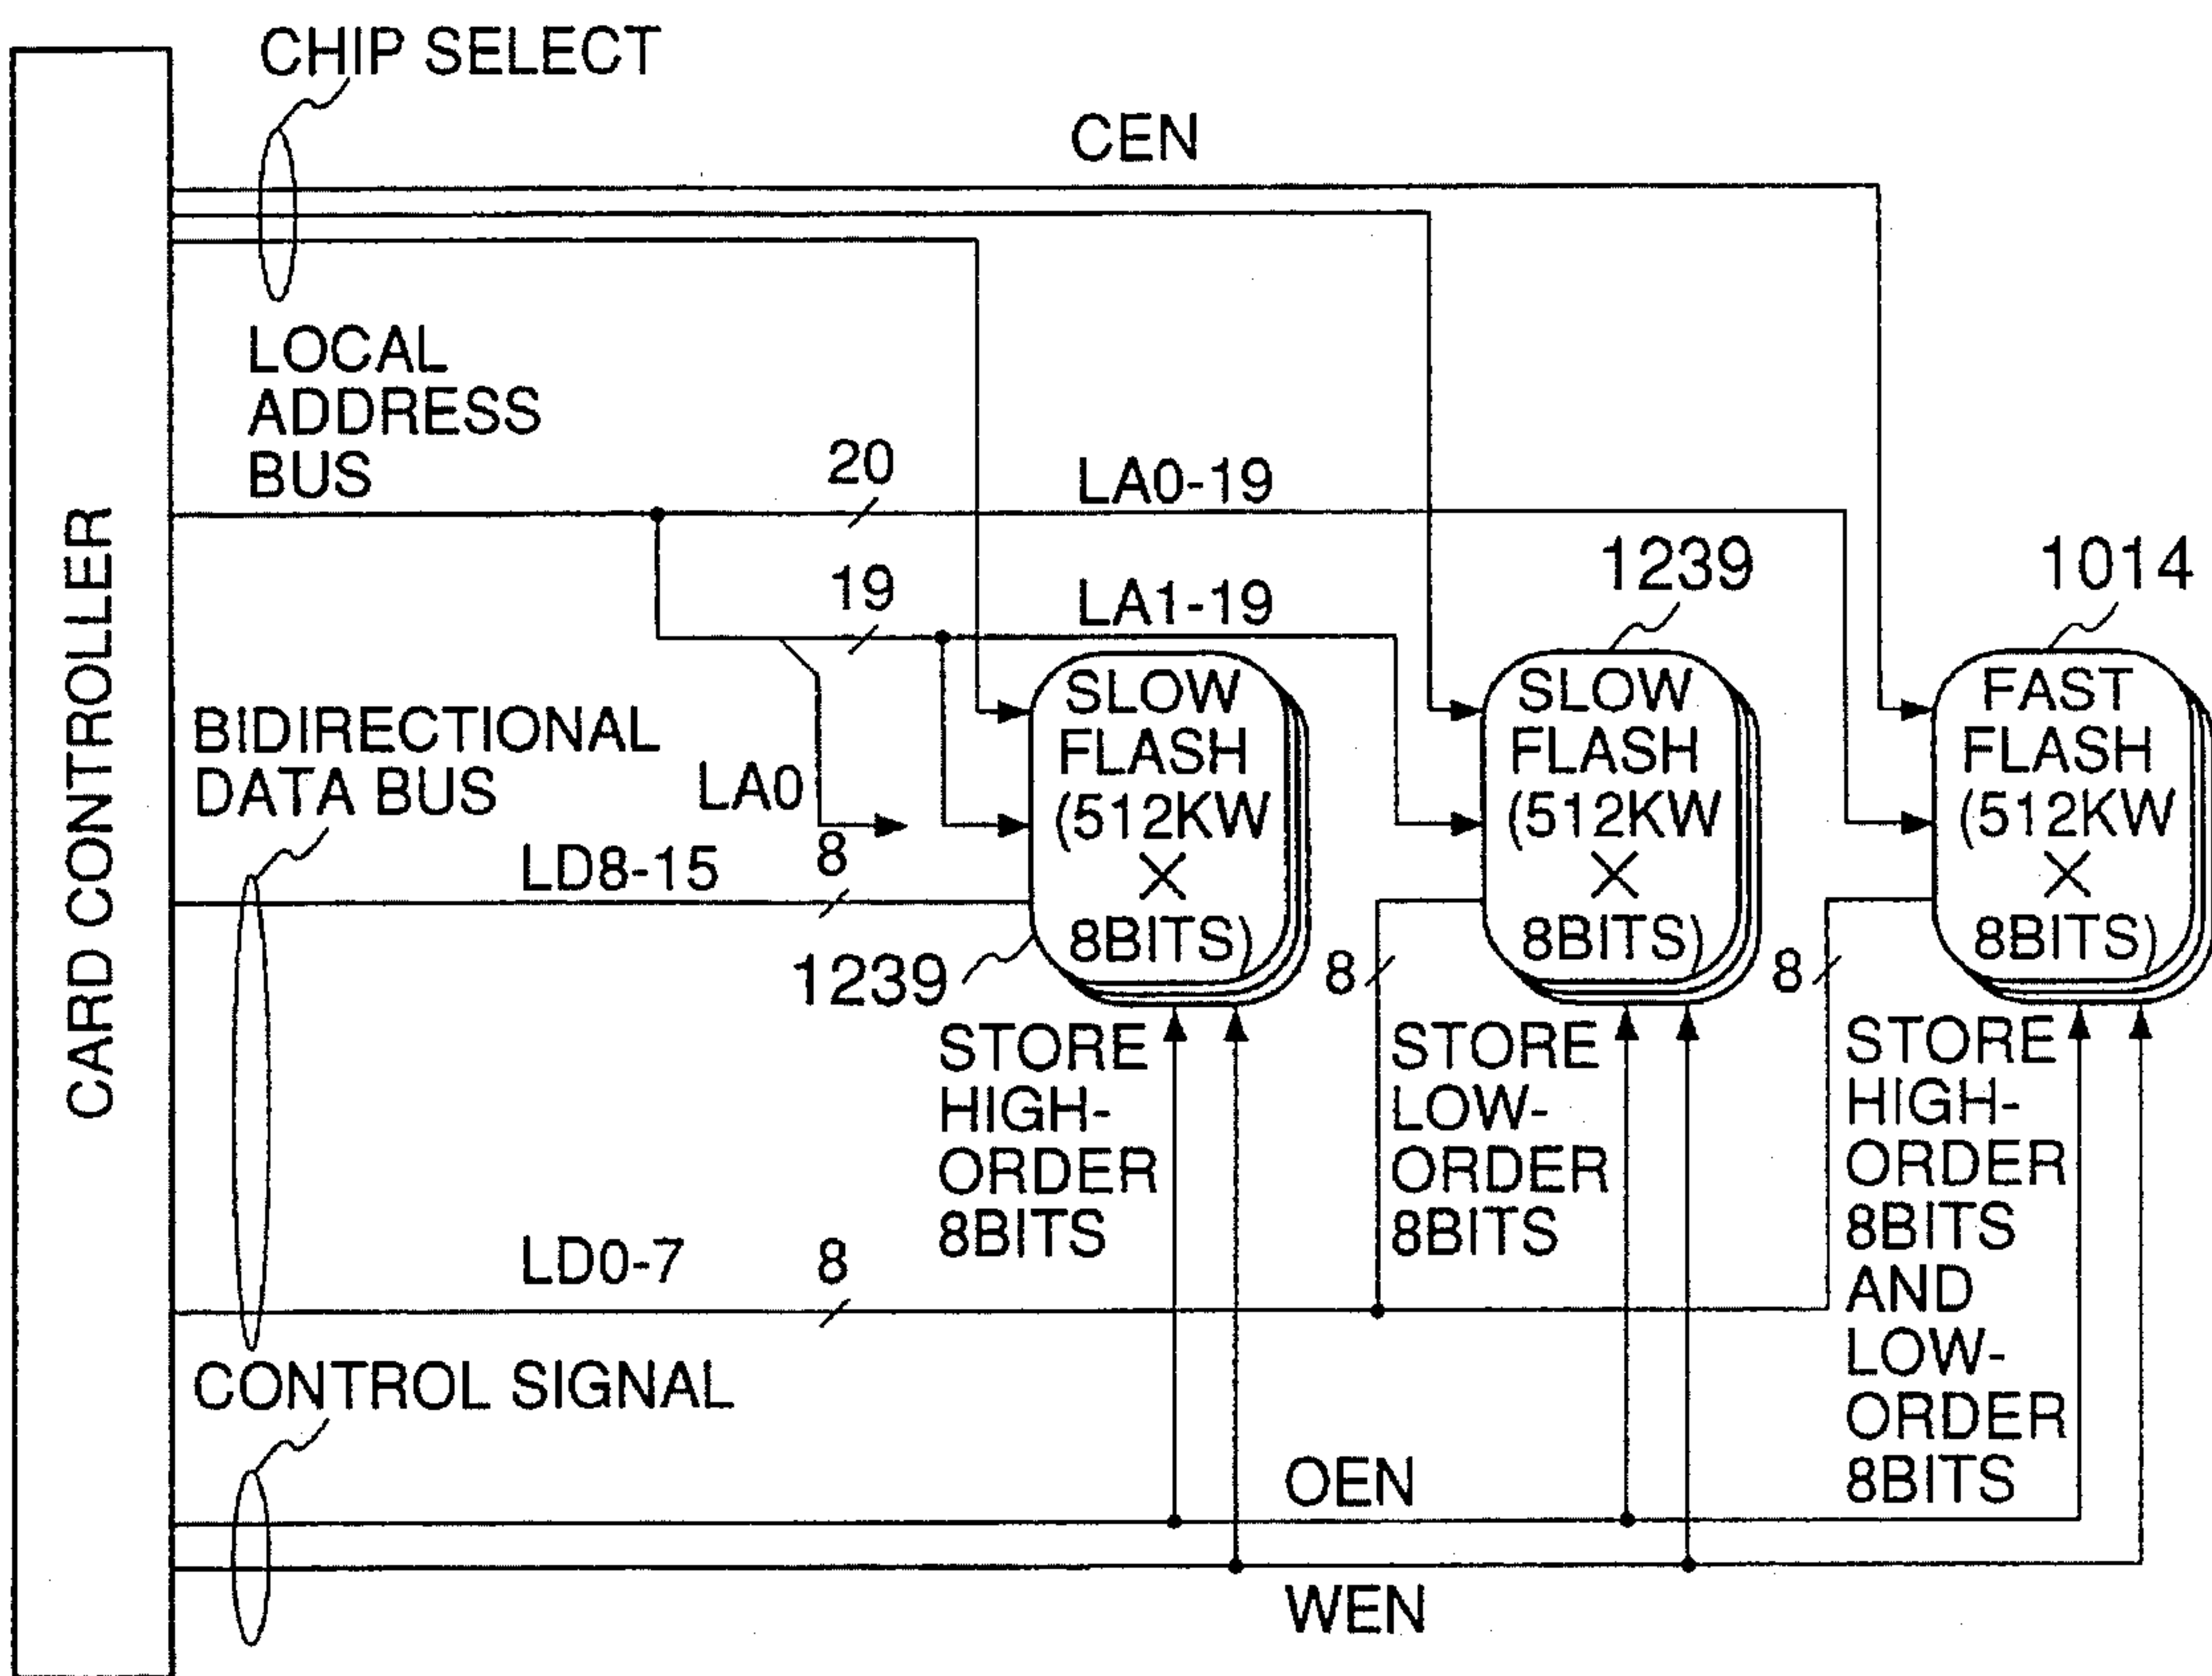 CHIP SELECT
CEN
LOCAL
ADDRESS
BUS
20
LA0-19
19
LA1-19
1239
1014
CARD CONTROLLER
BIDIRECTIONAL
DATA BUS
LA0
LD8-15
8
SLOW
FLASH
(512KW
×
8BITS)
1239
SLOW
FLASH
(512KW
×
8BITS)
8
FAST
FLASH
(512KW
×
8BITS)
8
STORE
HIGH-
ORDER
8BITS
STORE
LOW-
ORDER
8BITS
STORE
HIGH-
ORDER
8BITS
AND
LOW-
ORDER
8BITS
LD0-7
8
CONTROL SIGNAL
OEN
WEN